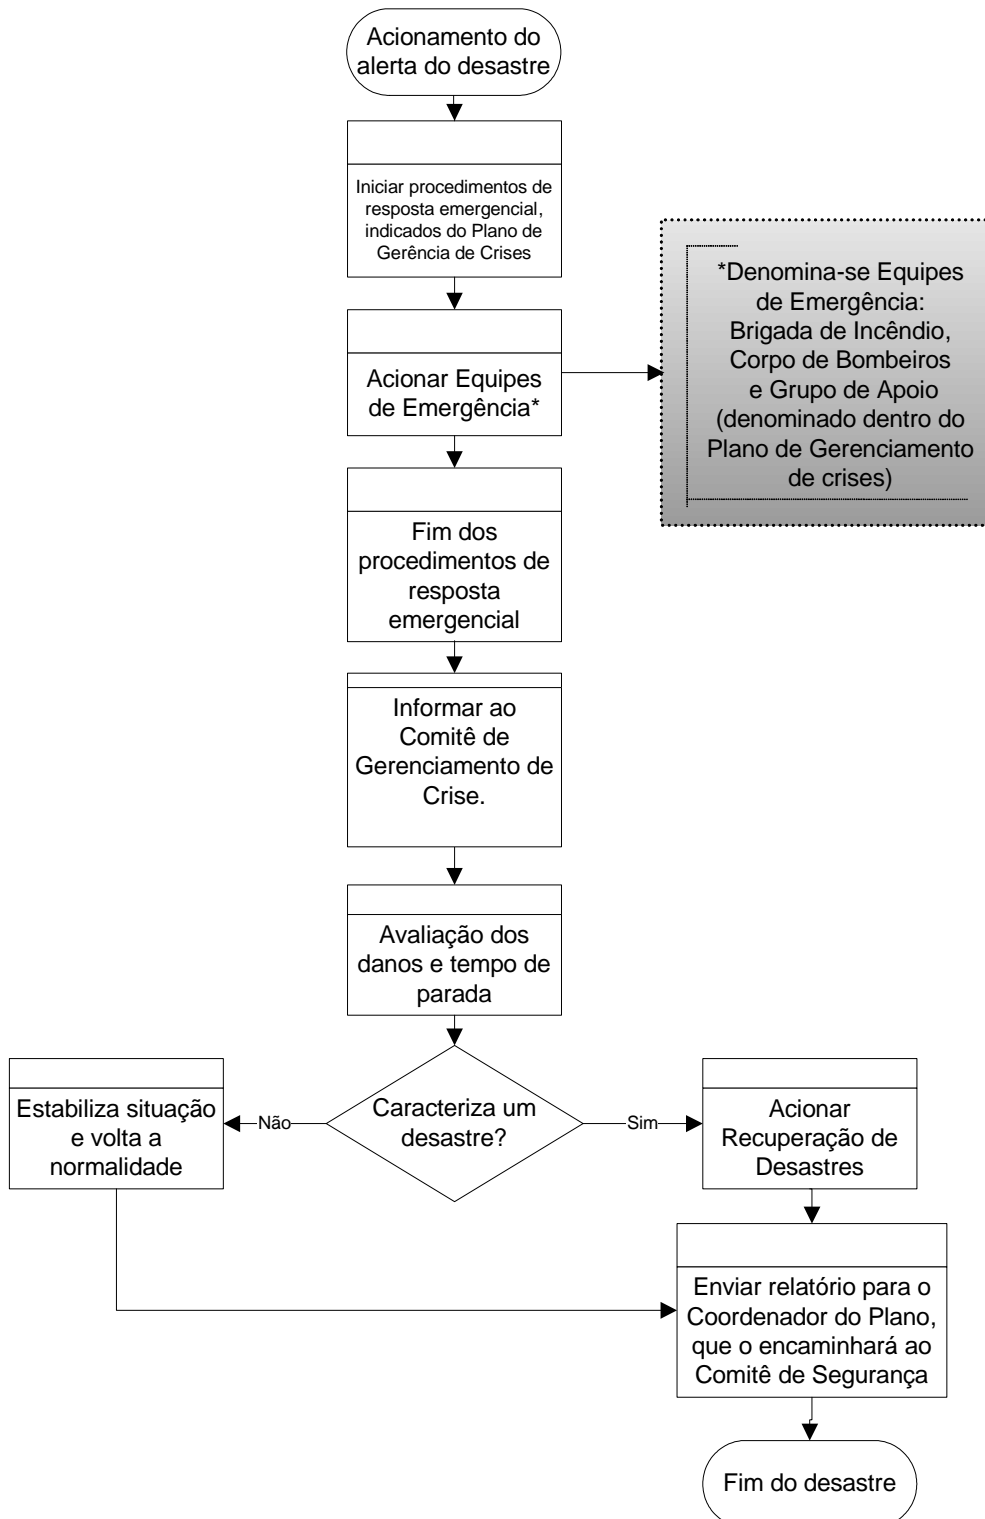 Acionamento do
alerta do desastre
Iniciar procedimentos de
resposta emergencial,
indicados do Plano de
Gerência de Crises
Acionar Equipes
de Emergência*
*Denomina-se Equipes
de Emergência:
Brigada de Incêndio,
Corpo de Bombeiros
e Grupo de Apoio
(denominado dentro do
Plano de Gerenciamento
de crises)
Fim dos
procedimentos de
resposta
emergencial
Informar ao
Comitê de
Gerenciamento de
Crise.
Avaliação dos
danos e tempo de
parada
Caracteriza um
desastre?
Não
Sim
Estabiliza situação
e volta a
normalidade
Acionar
Recuperação de
Desastres
Enviar relatório para o
Coordenador do Plano,
que o encaminhará ao
Comitê de Segurança
Fim do desastre